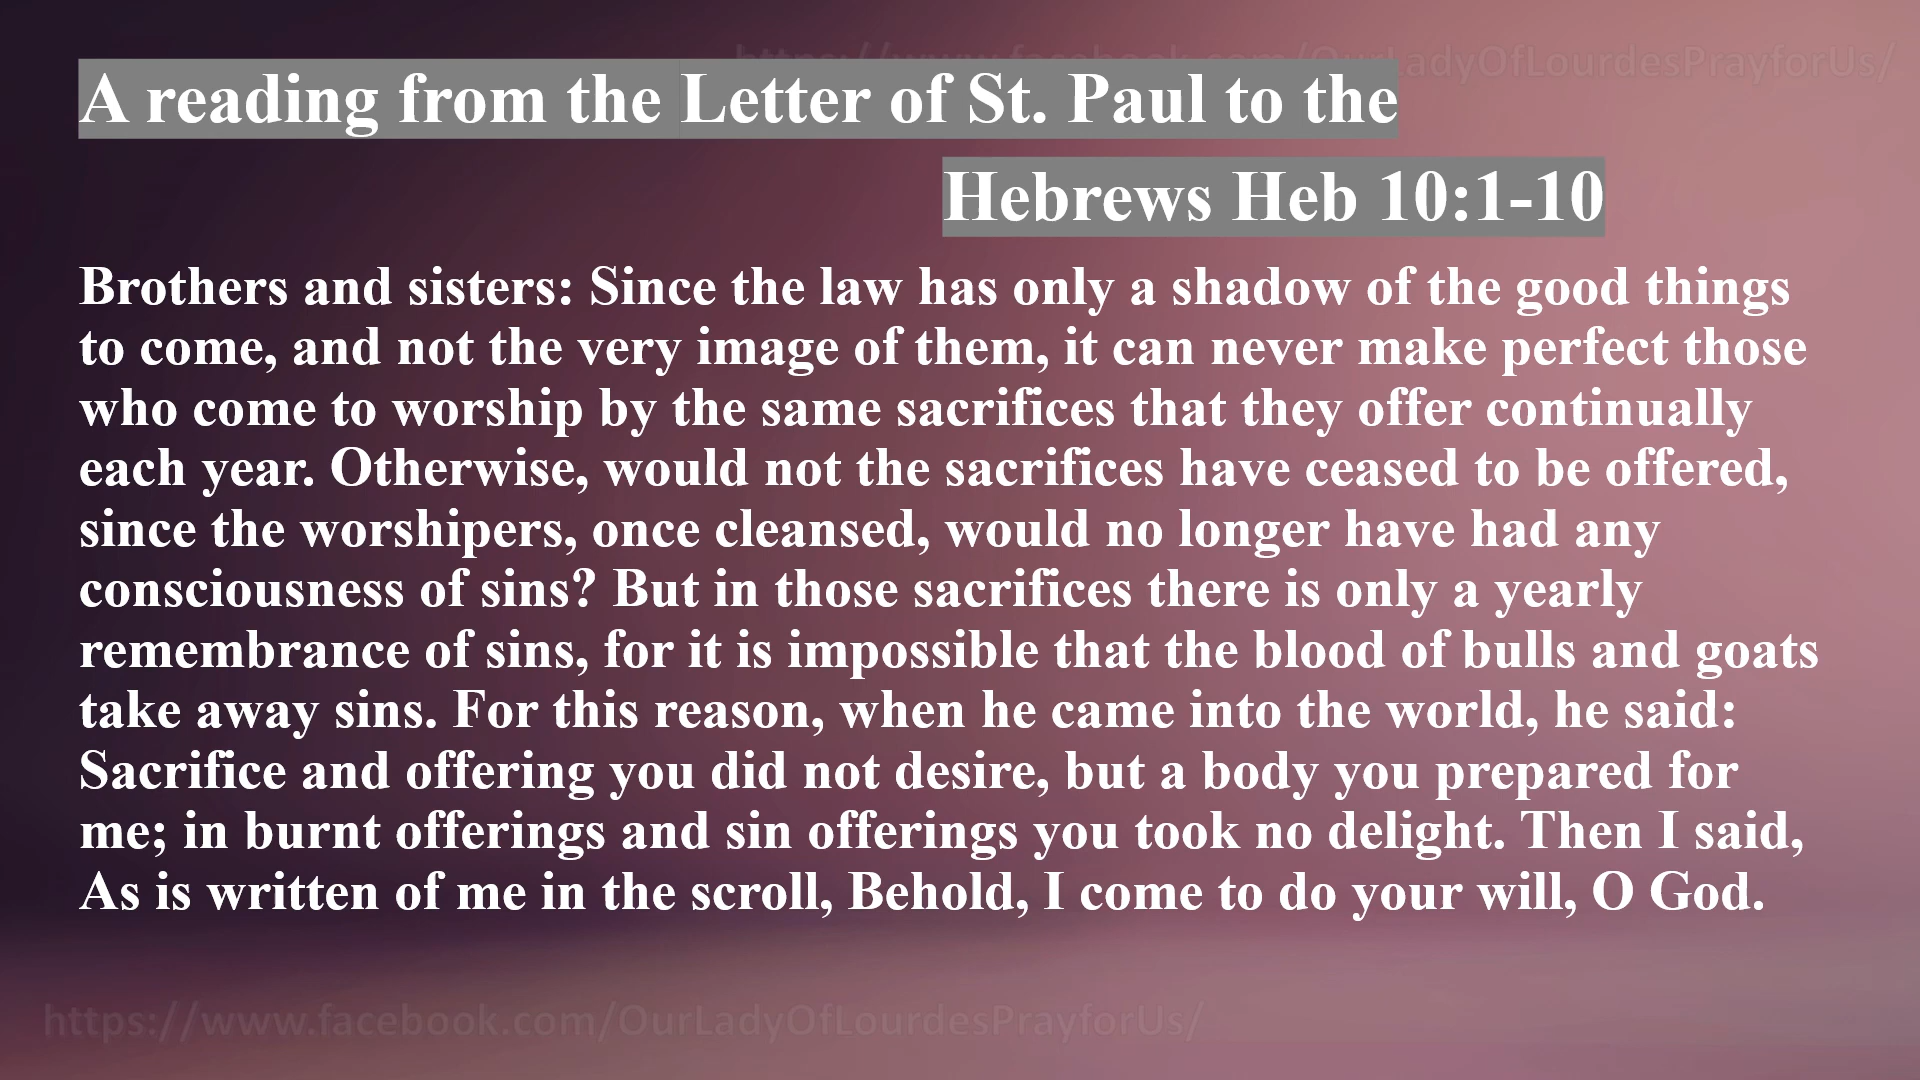 https://www.facebook.com/OurLadyOfLourdesPrayforUs/
A reading from the Letter of St. Paul to the
Hebrews Heb 10:1-10
Brothers and sisters: Since the law has only a shadow of the good things
to come, and not the very image of them, it can never make perfect those
who come to worship by the same sacrifices that they offer continually
each year. Otherwise, would not the sacrifices have ceased to be offered,
since the worshipers, once cleansed, would no longer have had any
consciousness of sins? But in those sacrifices there is only a yearly
remembrance of sins, for it is impossible that the blood of bulls and goats
take away sins. For this reason, when he came into the world, he said:
Sacrifice and offering you did not desire, but a body you prepared for
me; in burnt offerings and sin offerings you took no delight. Then I said,
As is written of me in the scroll, Behold, I come to do your will, O God.
https://www.facebook.com/OurLadyOfLourdesPrayforUs/